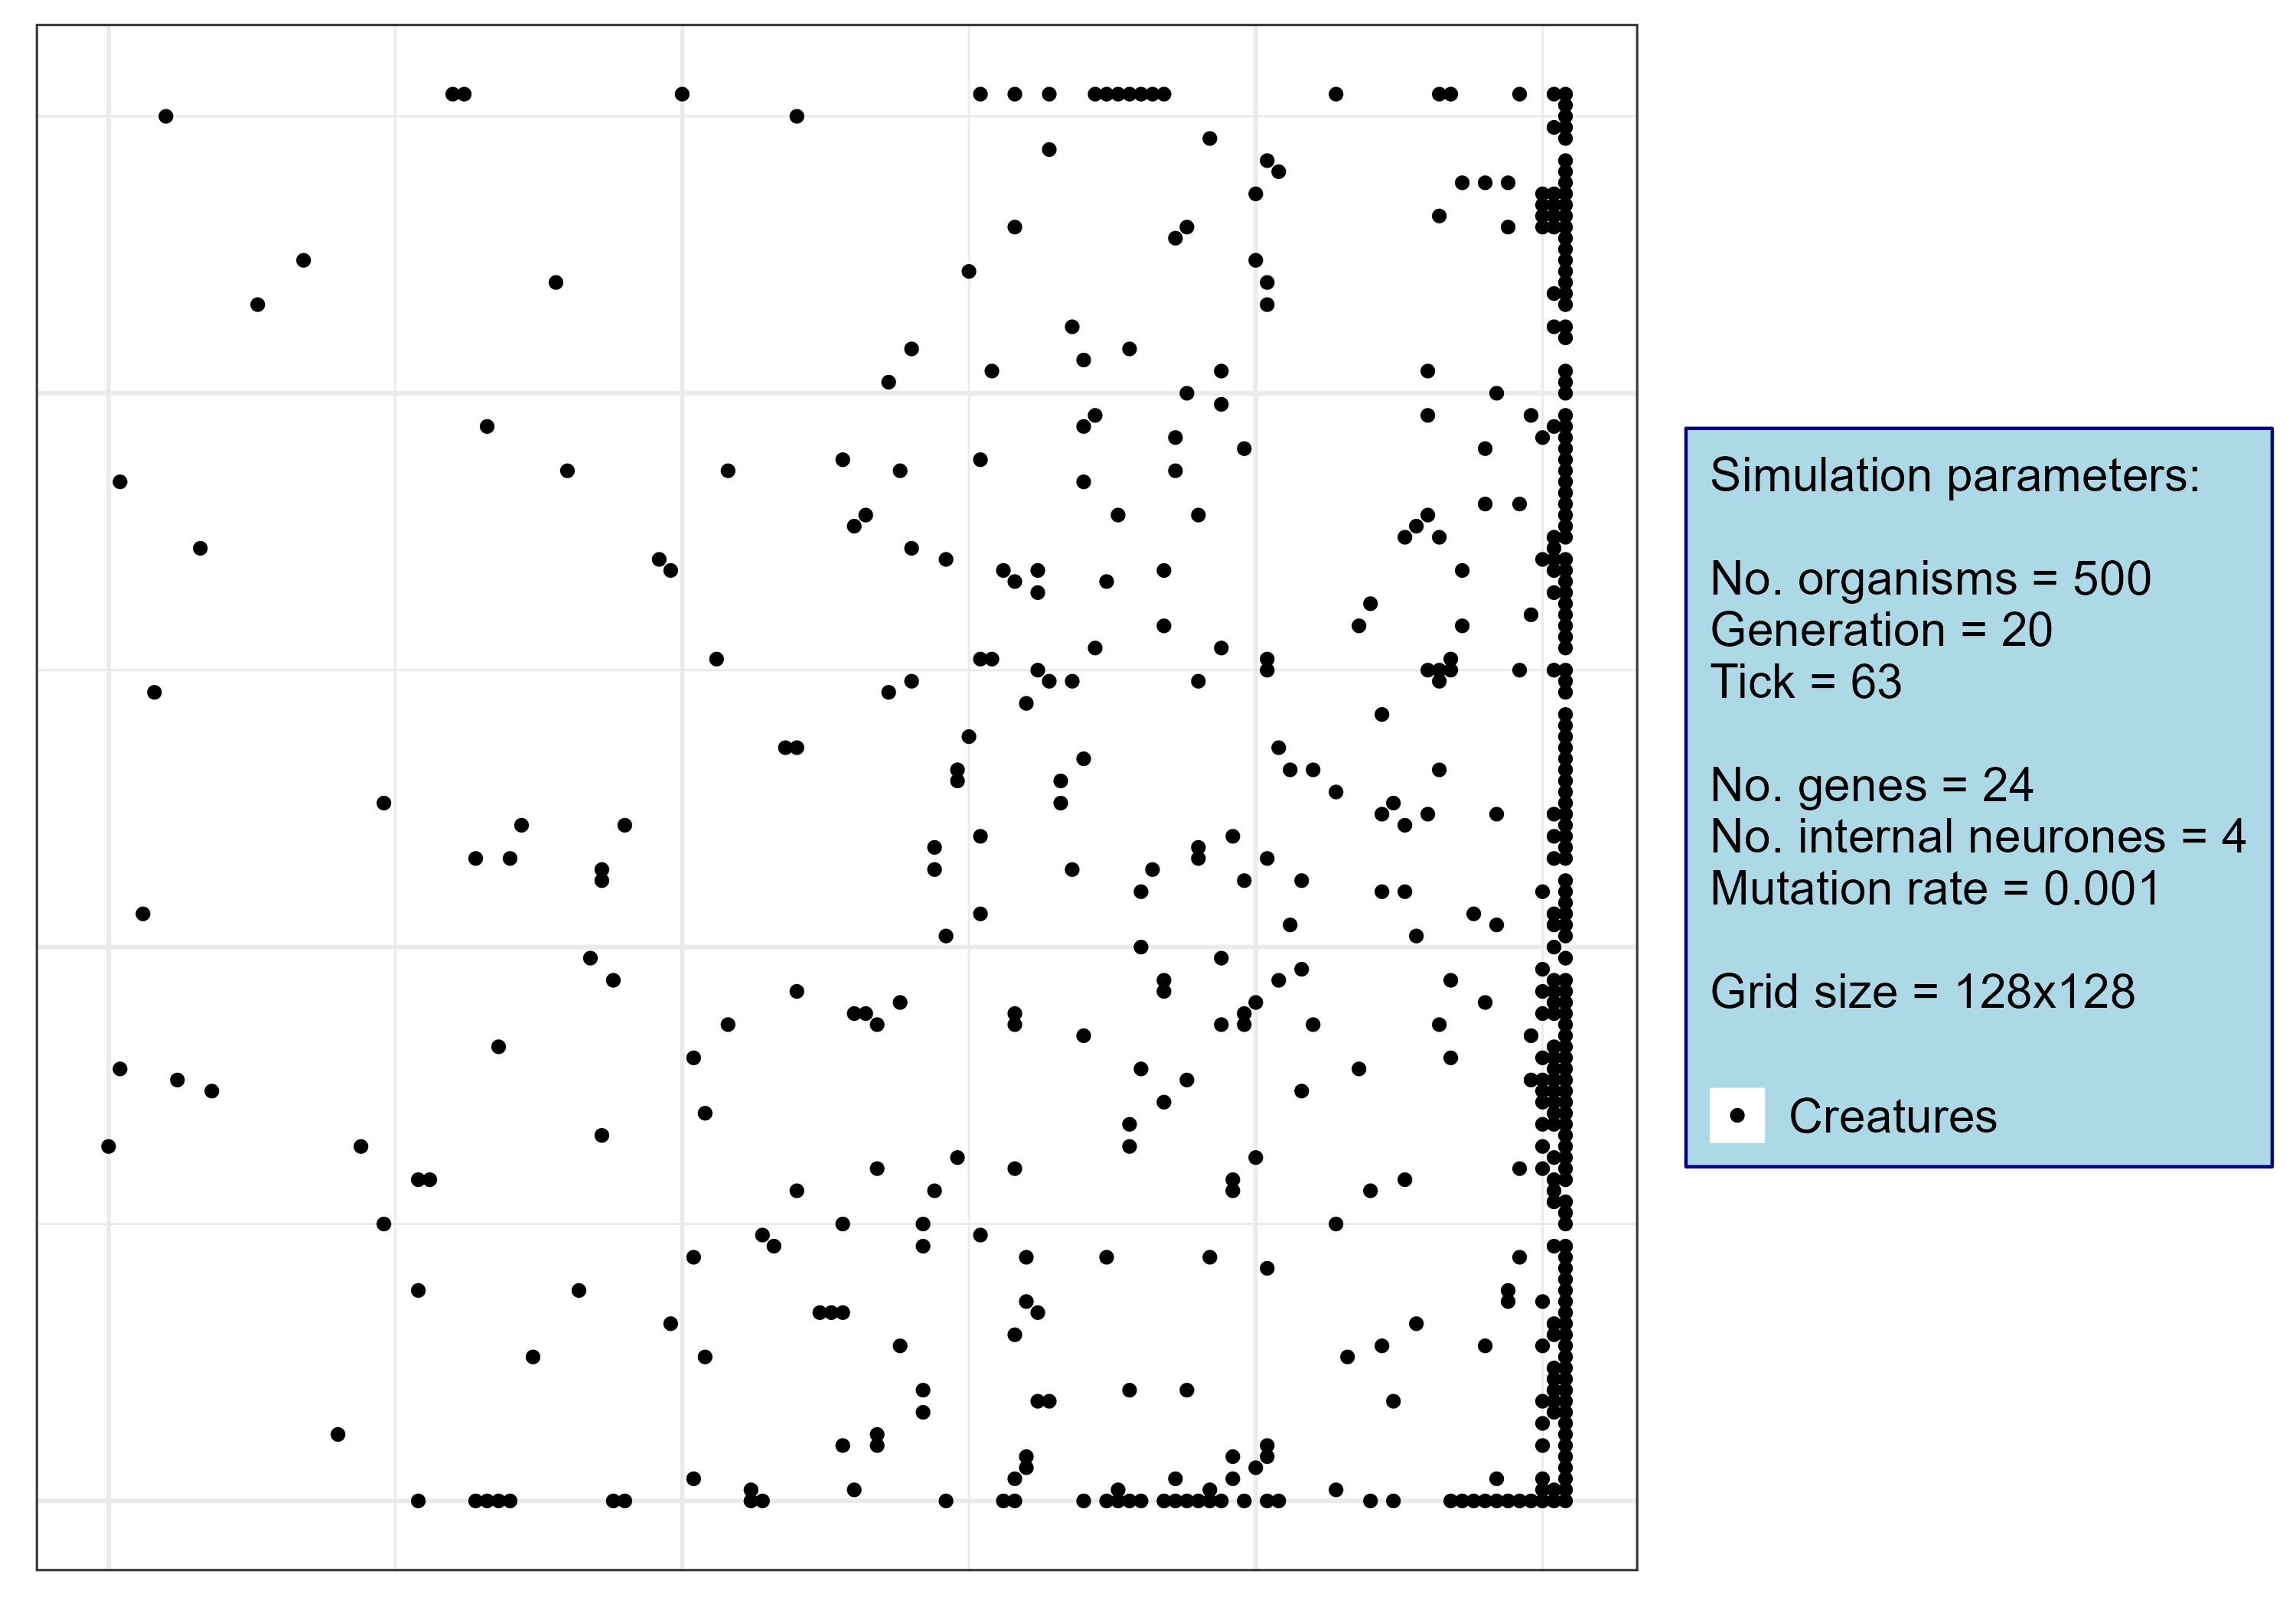 Simulation parameters:
No. organisms = 500
Generation = 20
Tick = 63
No. genes = 24
No. internal neurones = 4
Mutation rate = 0.001
Grid size = 128x128
Creatures